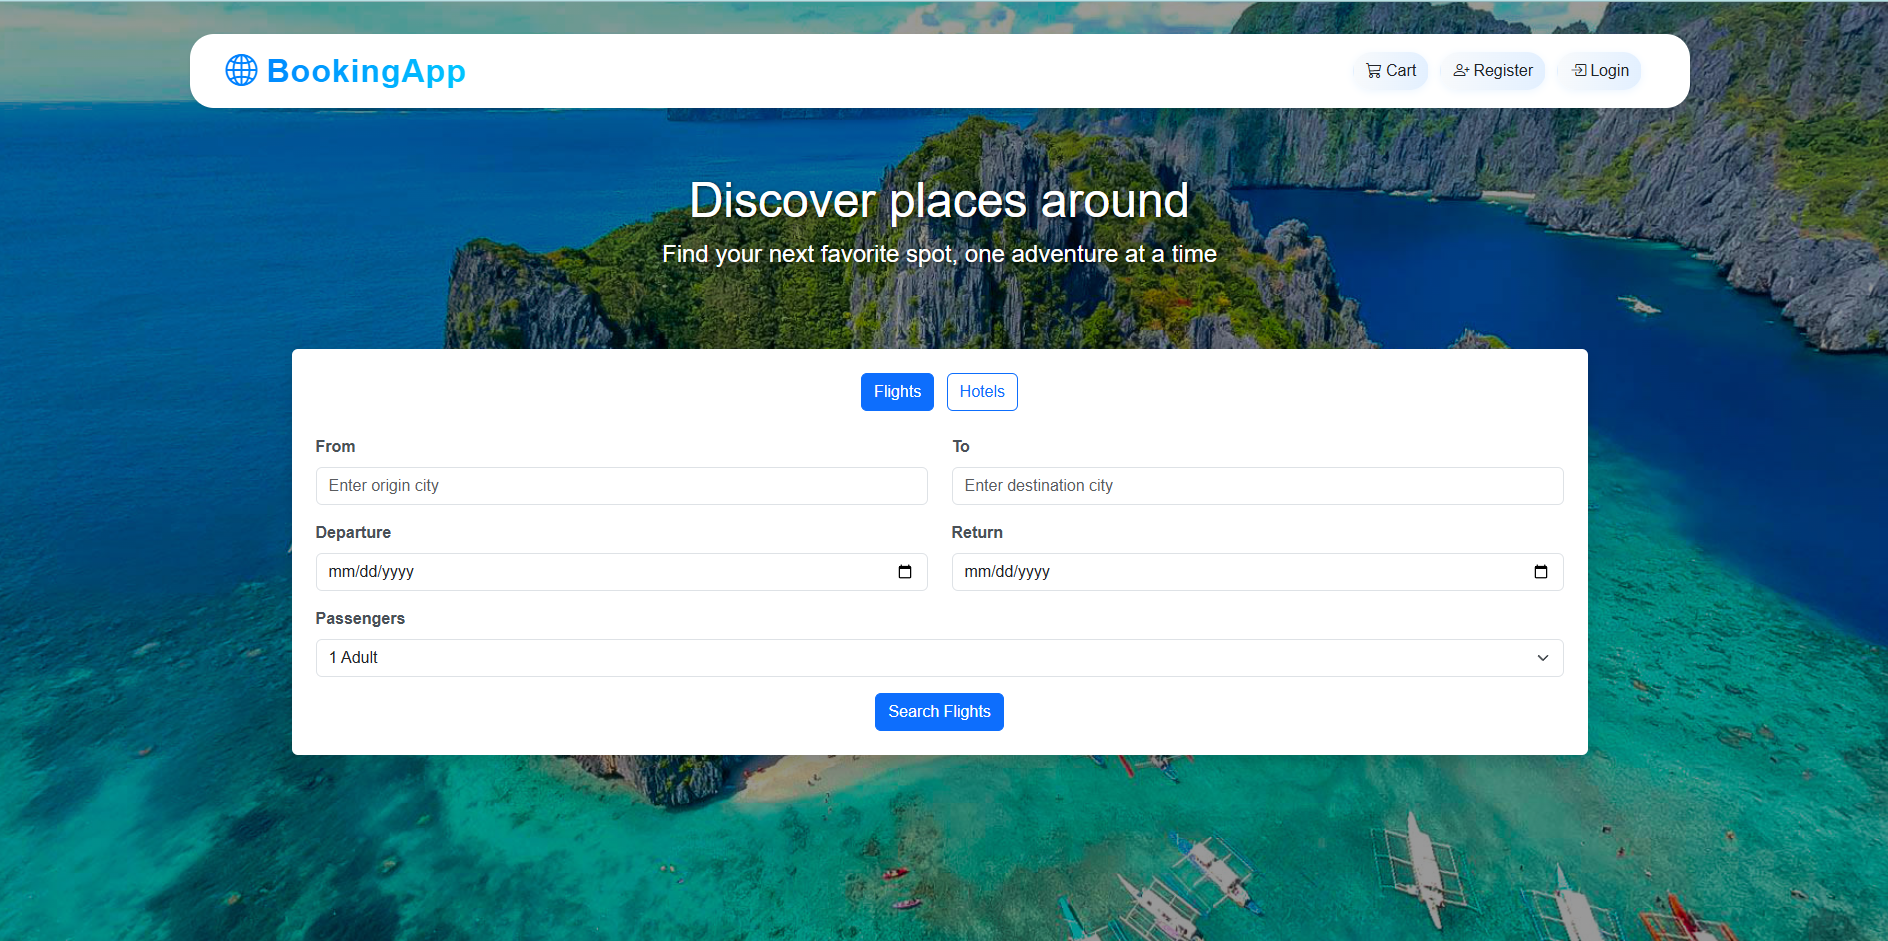 BookingApp
Cart
Register
Login
Discover places around
Find your next favorite spot, one adventure at a time
Flights
Hotels
From
To
Enter origin city
Enter destination city
Departure
Return
mm/dd/yyyy
mm/dd/yyyy
Passengers
1 Adult
Search Flights